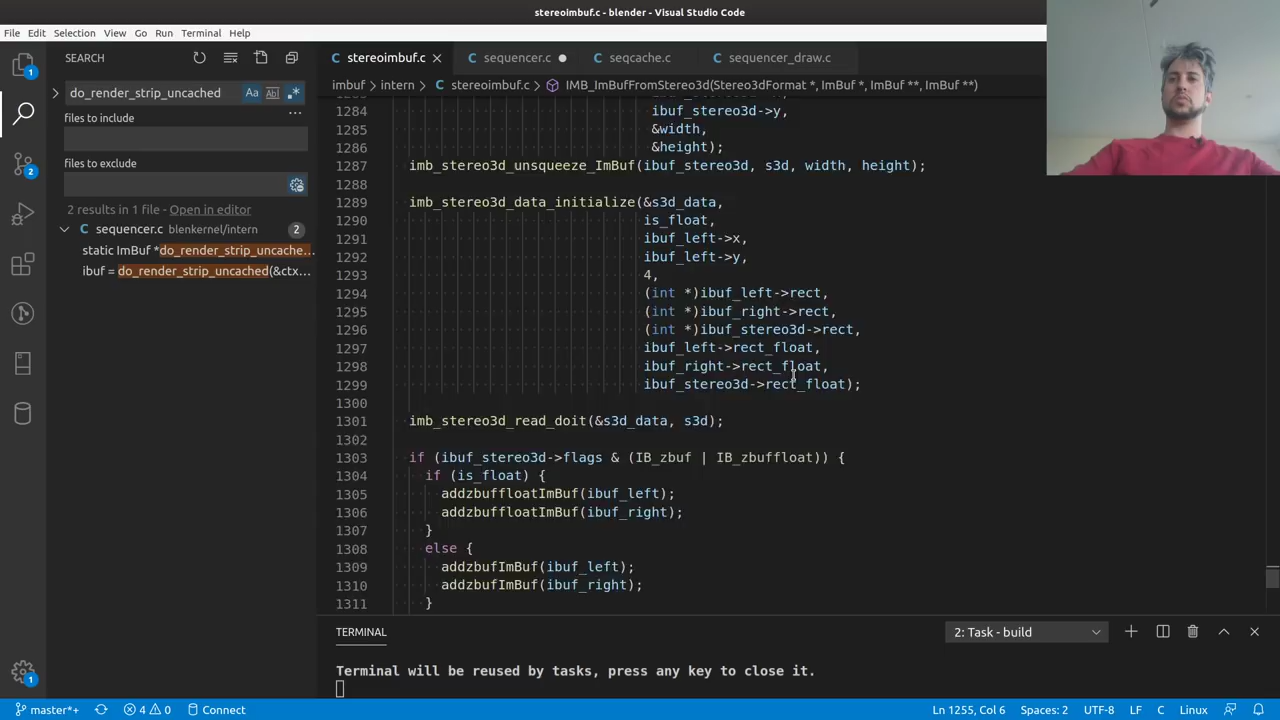 stereoimbuf.c - blender - Visual Studio Code
File Edit Selection View Go Run Terminal Help
SEARCH
stereoimbuf.c
sequencer.c
seqcache.c
sequencer_draw.c
imbuf > intern > stereoimbuf.c > IMB_ImBufFromStereo3d(Stereo3dFormat *, ImBuf *, ImBuf **, ImBuf **)
do_render_strip_uncached
files to include
files to exclude
2 results in 1 file - Open in editor
sequencer.c blenkernel/intern 2
static ImBuf *do_render_strip_uncache...
ibuf = do_render_strip_uncached(&ctx...
1284 ibuf_stereo3d->y,
1285 &width,
1286 &height);
1287 imb_stereo3d_unsqueeze_ImBuf(ibuf_stereo3d, s3d, width, height);
1288
1289 imb_stereo3d_data_initialize(&s3d_data,
1290 is_float,
1291 ibuf_left->x,
1292 ibuf_left->y,
1293 4,
1294 (int *)ibuf_left->rect,
1295 (int *)ibuf_right->rect,
1296 (int *)ibuf_stereo3d->rect,
1297 ibuf_left->rect_float,
1298 ibuf_right->rect_float,
1299 ibuf_stereo3d->rect_float);
1300
1301 imb_stereo3d_read_doit(&s3d_data, s3d);
1302
1303 if (ibuf_stereo3d->flags & (IB_zbuf | IB_zbuffloat)) {
1304 if (is_float) {
1305 addzbuffloatImBuf(ibuf_left);
1306 addzbuffloatImBuf(ibuf_right);
1307 }
1308 else {
1309 addzbufImBuf(ibuf_left);
1310 addzbufImBuf(ibuf_right);
1311 }
TERMINAL
2: Task - build
Terminal will be reused by tasks, press any key to close it.
master*+ 4 0 Connect
Ln 1255, Col 6 Spaces: 2 UTF-8 LF C Linux